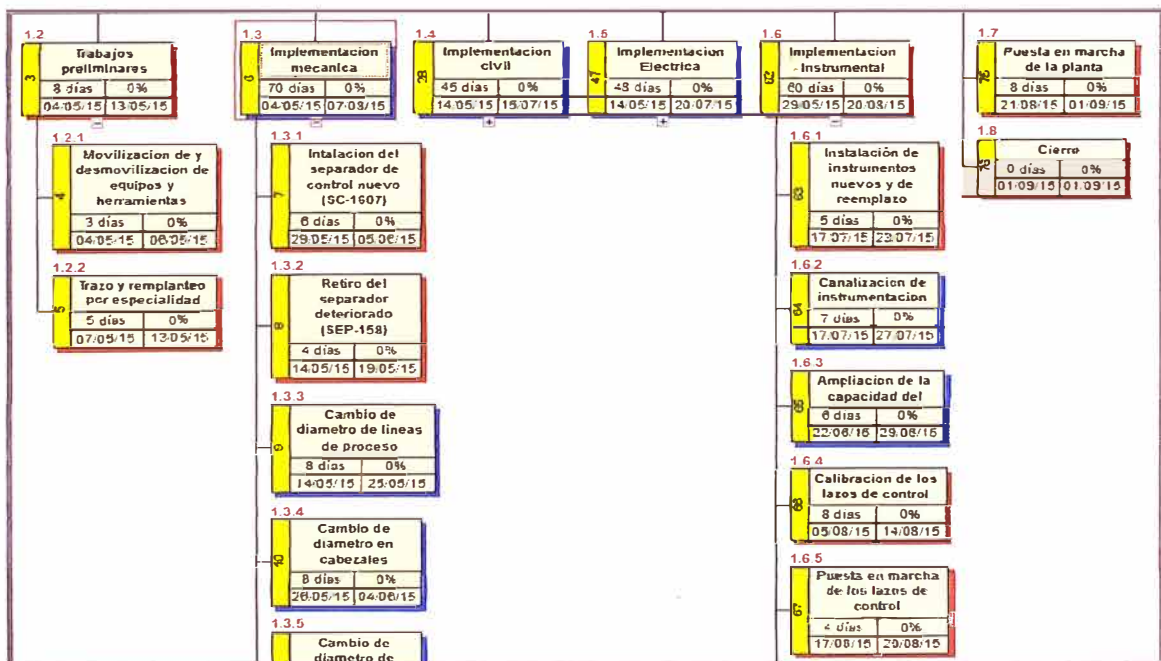 1.2
3
Trabajos
preliminares
8 días 0%
04/05/15 13/05/15
1.2.1
4
Movilizacion de y
desmovilizacion de
equipos y
herramientas
3 días 0%
04/05/15 06/05/15
1.2.2
5
Trazo y remplanteo
por especialidad
5 días 0%
07/05/15 13/05/15
1.3
6
Implementacion
mecanica
70 días 0%
04/05/15 07/08/15
1.3.1
7
Intalacion del
separador de
control nuevo
(SC-1607)
6 días 0%
29/05/15 05/06/15
1.3.2
8
Retiro del
separador
deteriorado
(SEP-158)
4 días 0%
14/05/15 19/05/15
1.3.3
9
Cambio de
diametro de lineas
de proceso
8 días 0%
14/05/15 25/05/15
1.3.4
10
Cambio de
diametro en
cabezales
8 días 0%
26/05/15 04/06/15
1.3.5
Cambio de
diametro de
1.4
28
Implementacion
civil
45 días 0%
14/05/15 15/07/15
1.5
47
Implementacion
Electrica
48 días 0%
14/05/15 20/07/15
1.6
62
Implementacion
Instrumental
60 días 0%
29/05/15 20/08/15
1.6.1
63
Instalación de
instrumentos
nuevos y de
reemplazo
5 días 0%
17/07/15 23/07/15
1.6.2
64
Canalizacion de
instrumentacion
7 días 0%
17/07/15 27/07/15
1.6.3
65
Ampliacion de la
capacidad del
6 días 0%
22/06/15 29/06/15
1.6.4
66
Calibracion de los
lazos de control
8 días 0%
05/08/15 14/08/15
1.6.5
67
Puesta en marcha
de los lazos de
control
4 días 0%
17/08/15 20/08/15
1.7
Puesta en marcha
de la planta
8 días 0%
21/08/15 01/09/15
1.8
Cierre
0 días 0%
01/09/15 01/09/15